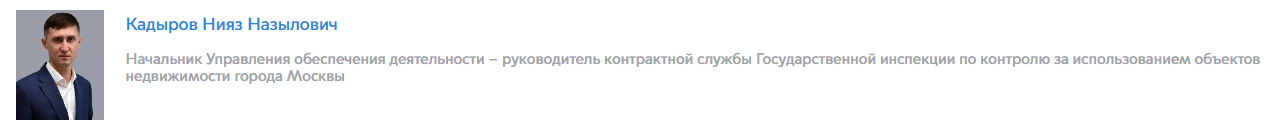 Кадыров Нияз Назылович
Начальник Управления обеспечения деятельности – руководитель контрактной службы Государственной инспекции по контролю за использованием объектов
недвижимости города Москвы